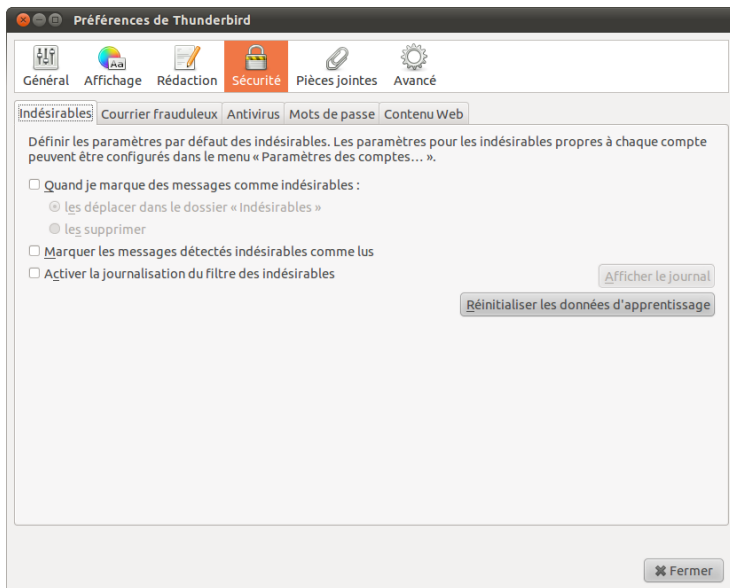 Préférences de Thunderbird
Général Affichage Rédaction Sécurité Pièces jointes Avancé
Indésirables Courrier frauduleux Antivirus Mots de passe Contenu Web
Définir les paramètres par défaut des indésirables. Les paramètres pour les indésirables propres à chaque compte
peuvent être configurés dans le menu « Paramètres des comptes… ».
Quand je marque des messages comme indésirables :
les déplacer dans le dossier « Indésirables »
les supprimer
Marquer les messages détectés indésirables comme lus
Activer la journalisation du filtre des indésirables
Afficher le journal
Réinitialiser les données d'apprentissage
Fermer